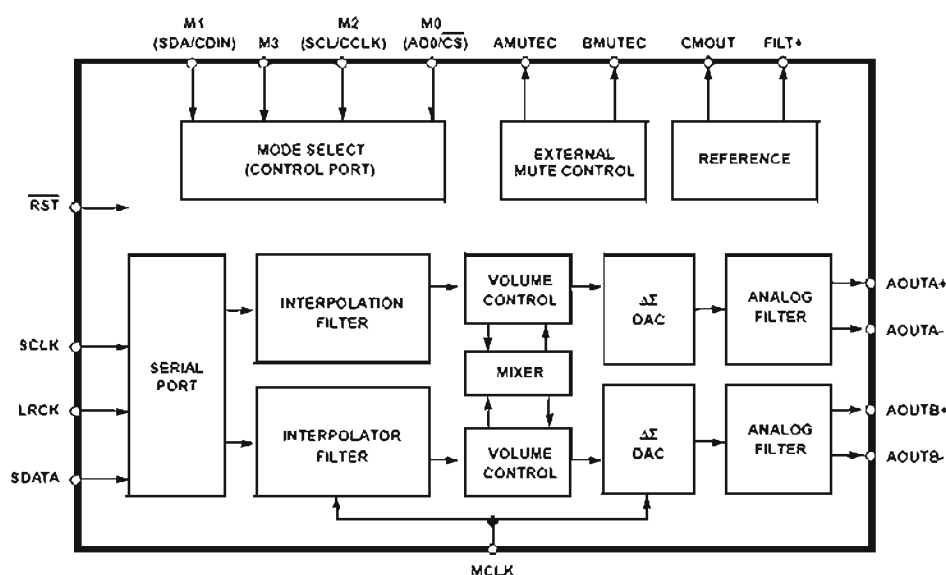 M1
(SDA/CDIN)
M3
M2
(SCL/CCLK)
M0
(AD0/CS)
AMUTEC
BMUTEC
CMOUT
FILT+
MODE SELECT
(CONTROL PORT)
EXTERNAL
MUTE CONTROL
REFERENCE
RST
SERIAL
PORT
INTERPOLATION
FILTER
VOLUME
CONTROL
ΔΣ
DAC
ANALOG
FILTER
AOUTA+
AOUTA-
SCLK
MIXER
LRCK
INTERPOLATOR
FILTER
VOLUME
CONTROL
ΔΣ
DAC
ANALOG
FILTER
AOUTB+
AOUTB-
SDATA
MCLK